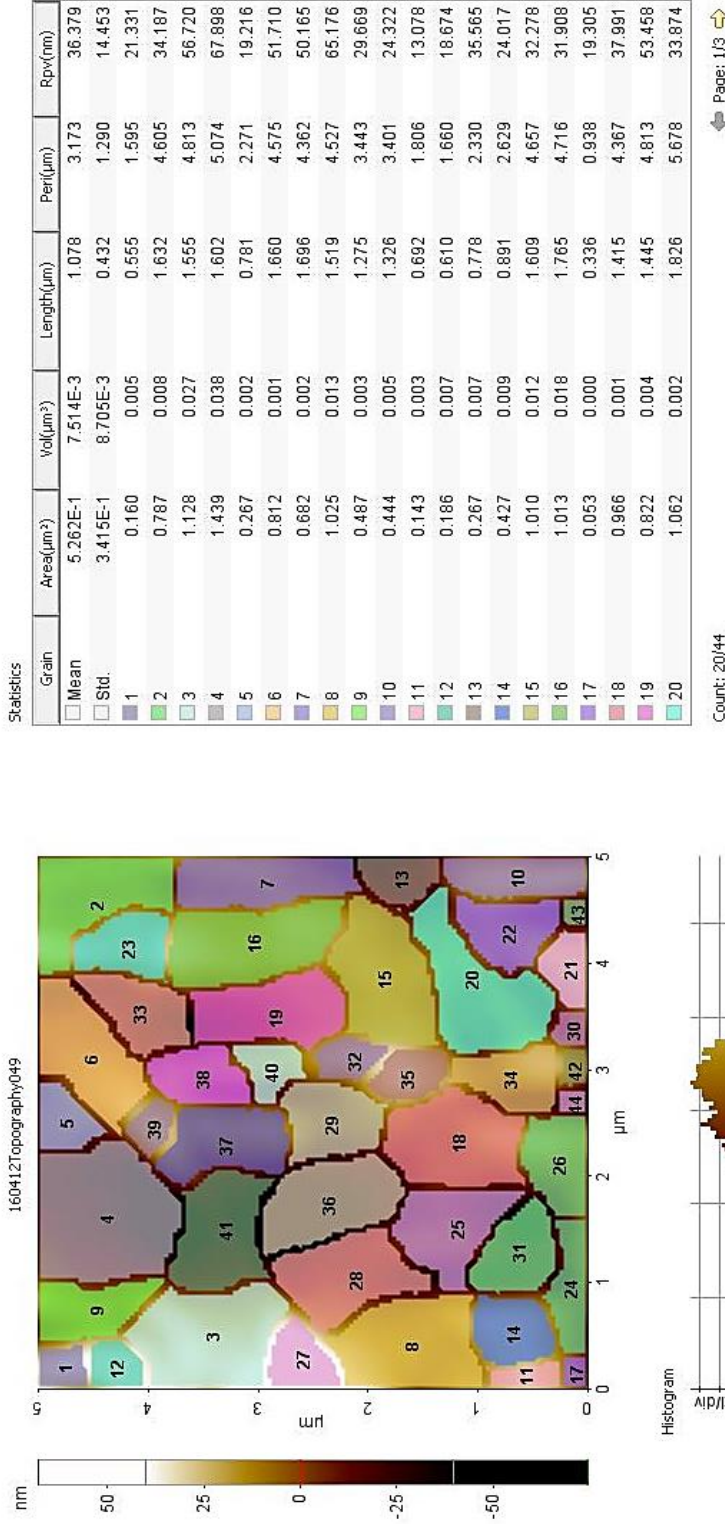 160412Topography049
nm
50
25
0
-25
-50
5
4
3
2
1
0
μm
1
9
4
5
6
2
12
39
33
23
3
41
37
38
19
16
7
27
28
36
29
40
32
15
13
8
25
18
35
20
22
10
14
31
34
11
24
26
30
21
43
17
44
42
0
1
2
3
4
5
μm
Histogram
l/div
Statistics
Grain Area(μm²) Vol(μm³) Length(μm) Peri(μm) Rpv(nm)
Mean 5.262E-1 7.514E-3 1.078 3.173 36.379
Std. 3.415E-1 8.705E-3 0.432 1.290 14.453
1 0.160 0.005 0.555 1.595 21.331
2 0.787 0.008 1.632 4.605 34.187
3 1.128 0.027 1.555 4.813 56.720
4 1.439 0.038 1.602 5.074 67.898
5 0.267 0.002 0.781 2.271 19.216
6 0.812 0.001 1.660 4.575 51.710
7 0.682 0.002 1.696 4.362 50.165
8 1.025 0.013 1.519 4.527 65.176
9 0.487 0.003 1.275 3.443 29.669
10 0.444 0.005 1.326 3.401 24.322
11 0.143 0.003 0.692 1.806 13.078
12 0.186 0.007 0.610 1.660 18.674
13 0.267 0.007 0.778 2.330 35.565
14 0.427 0.009 0.891 2.629 24.017
15 1.010 0.012 1.609 4.657 32.278
16 1.013 0.018 1.765 4.716 31.908
17 0.053 0.000 0.336 0.938 19.305
18 0.966 0.001 1.415 4.367 37.991
19 0.822 0.004 1.445 4.813 53.458
20 1.062 0.002 1.826 5.678 33.874
Count: 20/44
Page: 1/3